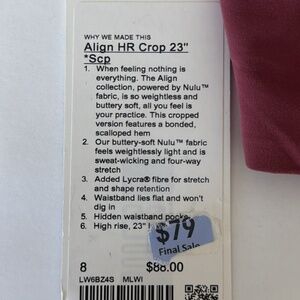 WHY WE MADE THIS
Align HR Crop 23"
*Scp
1. When feeling nothing is
everything. The Align
collection, powered by Nulu™
fabric, is so weightless and
buttery soft, all you feel is
your practice. This cropped
version features a bonded,
scalloped hem
2. Our buttery-soft Nulu™ fabric
feels weightlessly light and is
sweat-wicking and four-way
stretch
3. Added Lycra® fibre for stretch
and shape retention
4. Waistband lies flat and won't
dig in
5. Hidden waistband pocke
6. High rise, 23"
$79
Final Sale
8 $88.00
LW6BZ4S MLWI